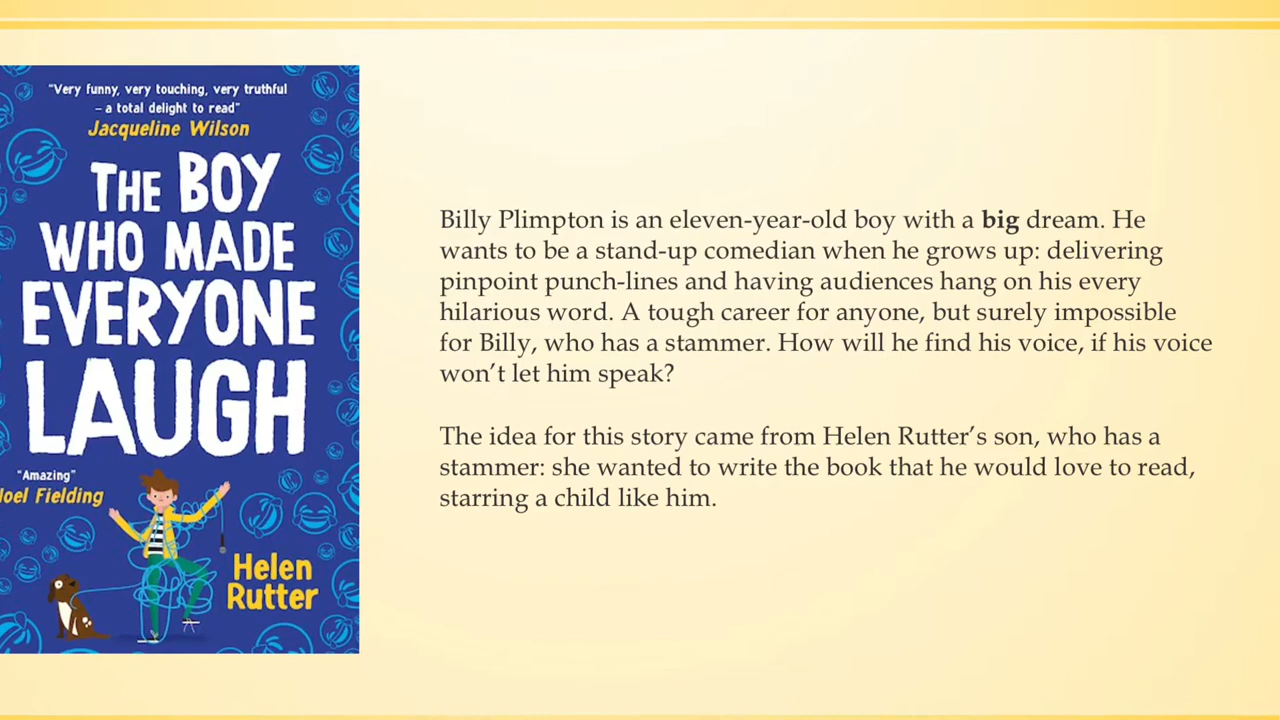 "Very funny, very touching, very truthful
– a total delight to read"
Jacqueline Wilson
THE BOY
WHO MADE
EVERYONE
LAUGH
"Amazing"
oel Fielding
Helen
Rutter
Billy Plimpton is an eleven-year-old boy with a big dream. He
wants to be a stand-up comedian when he grows up: delivering
pinpoint punch-lines and having audiences hang on his every
hilarious word. A tough career for anyone, but surely impossible
for Billy, who has a stammer. How will he find his voice, if his voice
won't let him speak?
The idea for this story came from Helen Rutter's son, who has a
stammer: she wanted to write the book that he would love to read,
starring a child like him.